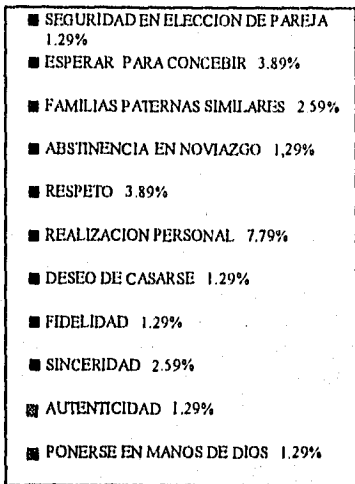 SEGURIDAD EN ELECCION DE PAREJA
1.29%
ESPERAR PARA CONCEBIR 3.89%
FAMILIAS PATERNAS SIMILARES 2.59%
ABSTINENCIA EN NOVIAZGO 1,29%
RESPETO 3.89%
REALIZACION PERSONAL 7.79%
DESEO DE CASARSE 1.29%
FIDELIDAD 1.29%
SINCERIDAD 2.59%
AUTENTICIDAD 1.29%
PONERSE EN MANOS DE DIOS 1.29%